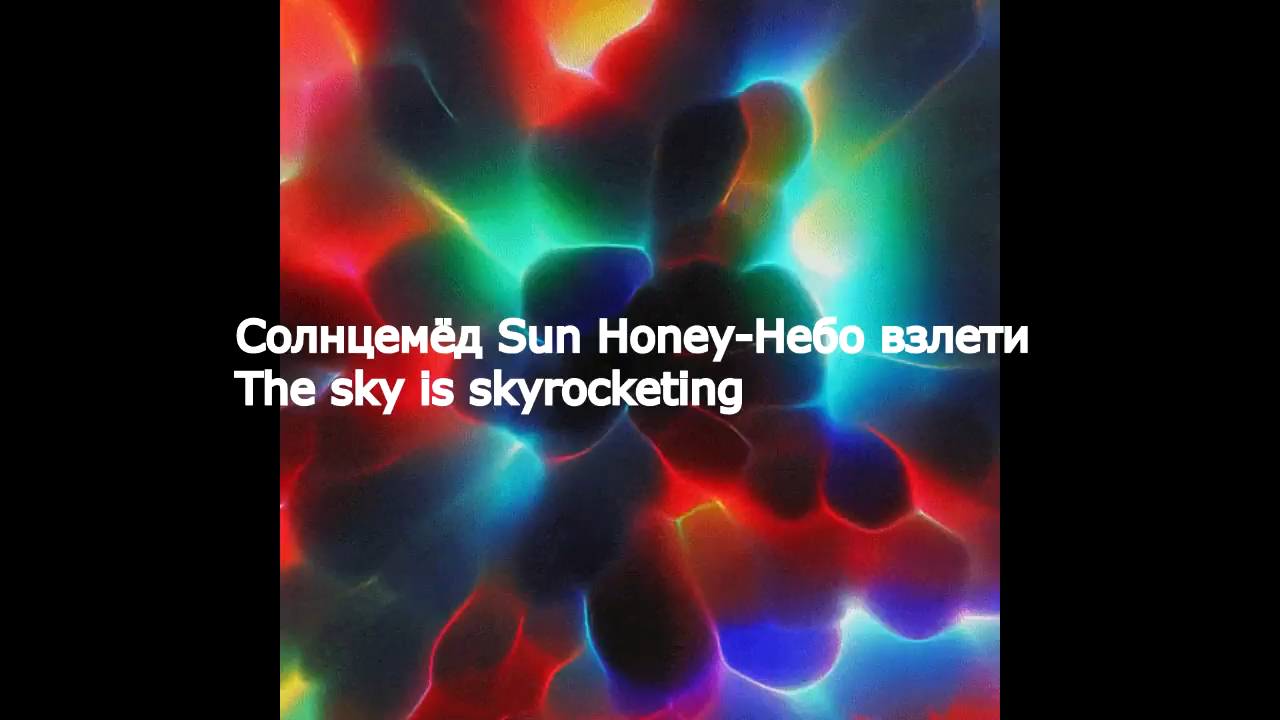 Солнцемёд Sun Honey-Небо взлети
The sky is skyrocketing